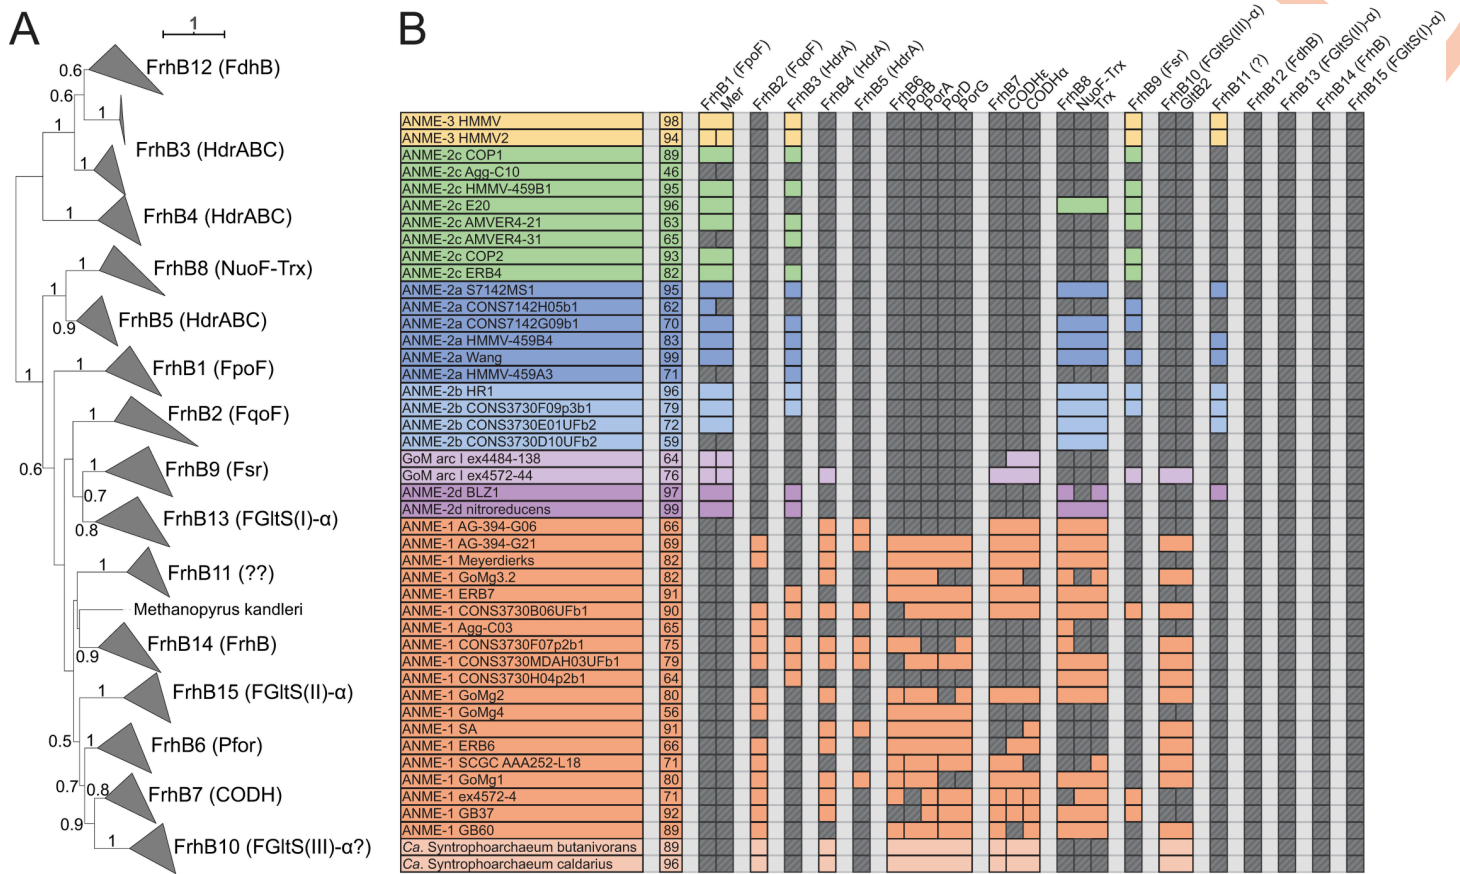 A
1
0.6
FrhB12 (FdhB)
0.6
1
1
FrhB3 (HdrABC)
1
1
FrhB4 (HdrABC)
1
FrhB8 (NuoF-Trx)
1
0.9
FrhB5 (HdrABC)
1
1
FrhB1 (FpoF)
1
FrhB2 (FqoF)
0.6
1
FrhB9 (Fsr)
0.7
0.8
FrhB13 (FGltS(I)-α)
1
FrhB11 (??)
Methanopyrus kandleri
0.9
FrhB14 (FrhB)
1
FrhB15 (FGltS(II)-α)
0.5
1
FrhB6 (Pfor)
0.7
0.8
FrhB7 (CODH)
0.9
1
FrhB10 (FGltS(III)-α?)
B
FrhB1 (FpoF)
Mer
FrhB2 (FqoF)
FrhB3 (HdrA)
FrhB4 (HdrA)
FrhB5 (HdrA)
FrhB6
PorB
PorA
PorD
PorG
FrhB7
CODHε
CODHα
FrhB8
NuoF-Trx
Trx
FrhB9 (Fsr)
FrhB10 (FGltS(III)-α)
GltB2
FrhB11 (?)
FrhB12 (FdhB)
FrhB13 (FGltS(II)-α)
FrhB14 (FrhB)
FrhB15 (FGltS(I)-α)
ANME-3 HMMV 98
ANME-3 HMMV2 94
ANME-2c COP1 89
ANME-2c Agg-C10 46
ANME-2c HMMV-459B1 95
ANME-2c E20 96
ANME-2c AMVER4-21 63
ANME-2c AMVER4-31 65
ANME-2c COP2 93
ANME-2c ERB4 82
ANME-2a S7142MS1 95
ANME-2a CONS7142H05b1 62
ANME-2a CONS7142G09b1 70
ANME-2a HMMV-459B4 83
ANME-2a Wang 99
ANME-2a HMMV-459A3 71
ANME-2b HR1 96
ANME-2b CONS3730F09p3b1 79
ANME-2b CONS3730E01UFb2 72
ANME-2b CONS3730D10UFb2 59
GoM arc I ex4484-138 64
GoM arc I ex4572-44 76
ANME-2d BLZ1 97
ANME-2d nitroreducens 99
ANME-1 AG-394-G06 66
ANME-1 AG-394-G21 69
ANME-1 Meyerdierks 82
ANME-1 GoMg3.2 82
ANME-1 ERB7 91
ANME-1 CONS3730B06UFb1 90
ANME-1 Agg-C03 65
ANME-1 CONS3730F07p2b1 75
ANME-1 CONS3730MDAH03UFb1 79
ANME-1 CONS3730H04p2b1 64
ANME-1 GoMg2 80
ANME-1 GoMg4 56
ANME-1 SA 91
ANME-1 ERB6 66
ANME-1 SCGC AAA252-L18 71
ANME-1 GoMg1 80
ANME-1 ex4572-4 71
ANME-1 GB37 92
ANME-1 GB60 89
Ca. Syntrophoarchaeum butanivorans 89
Ca. Syntrophoarchaeum caldarius 96